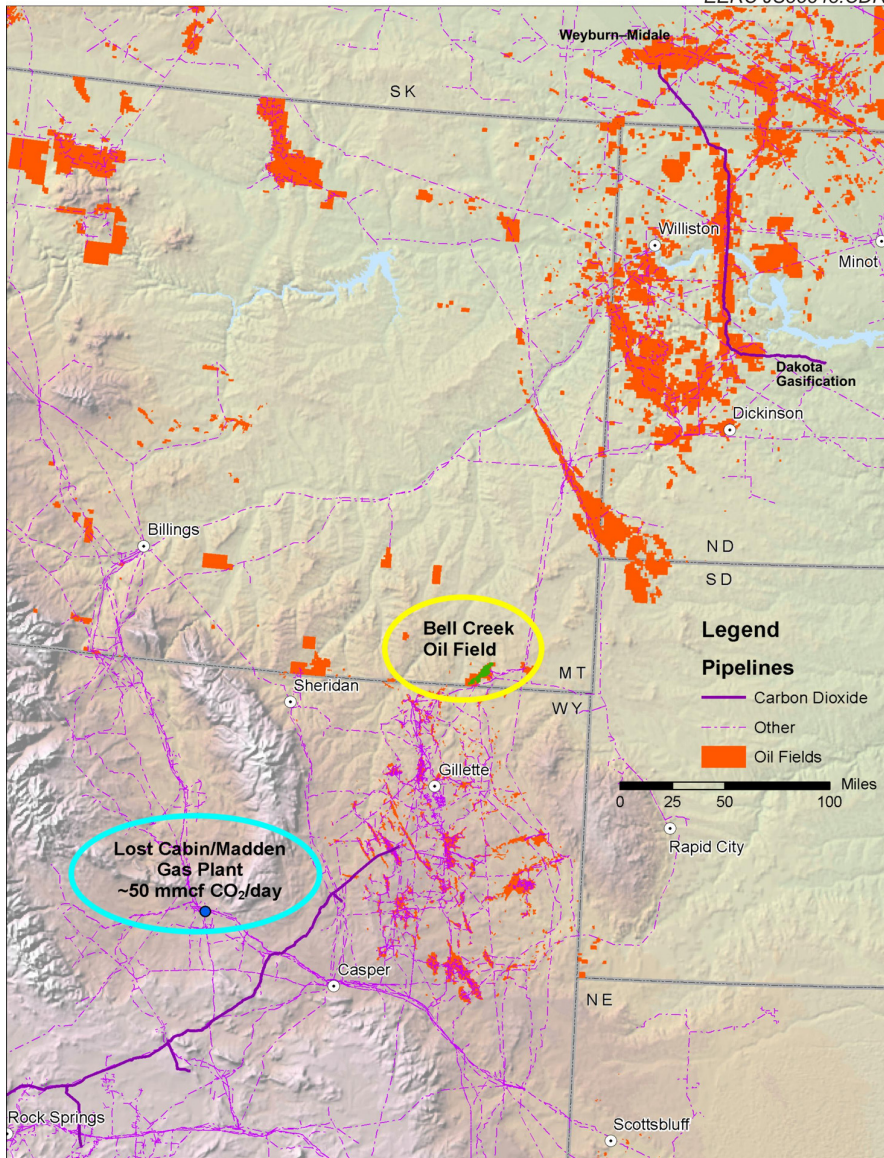 Weyburn–Midale
SK
Williston
Minot
Dakota
Gasification
Dickinson
Billings
ND
SD
Bell Creek
Oil Field
Legend
Pipelines
MT
Carbon Dioxide
Sheridan
WY
Other
Oil Fields
Gillette
Miles
0 25 50 100
Rapid City
Lost Cabin/Madden
Gas Plant
~50 mmcf CO₂/day
Casper
NE
Rock Springs
Scottsbluff